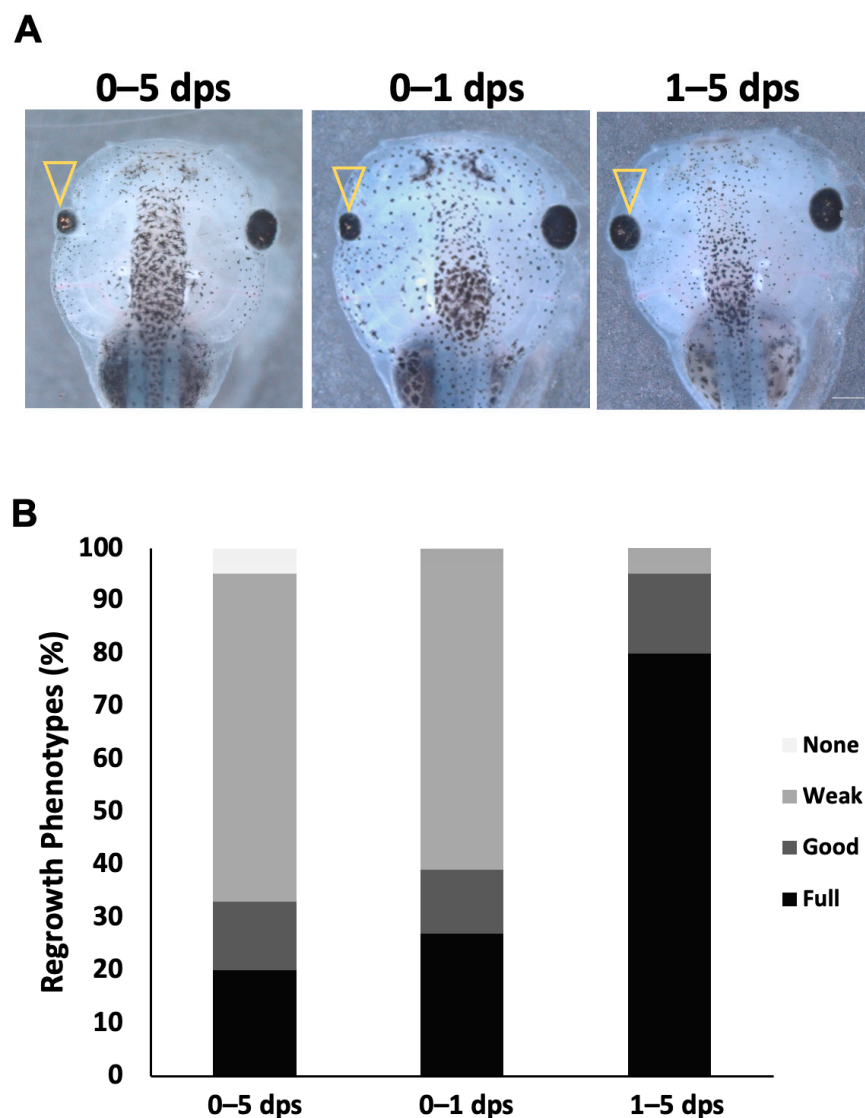 A
0–5 dps 0–1 dps 1–5 dps
B
Regrowth Phenotypes (%)
100
90
80
70
60
50
40
30
20
10
0
0–5 dps 0–1 dps 1–5 dps
None
Weak
Good
Full